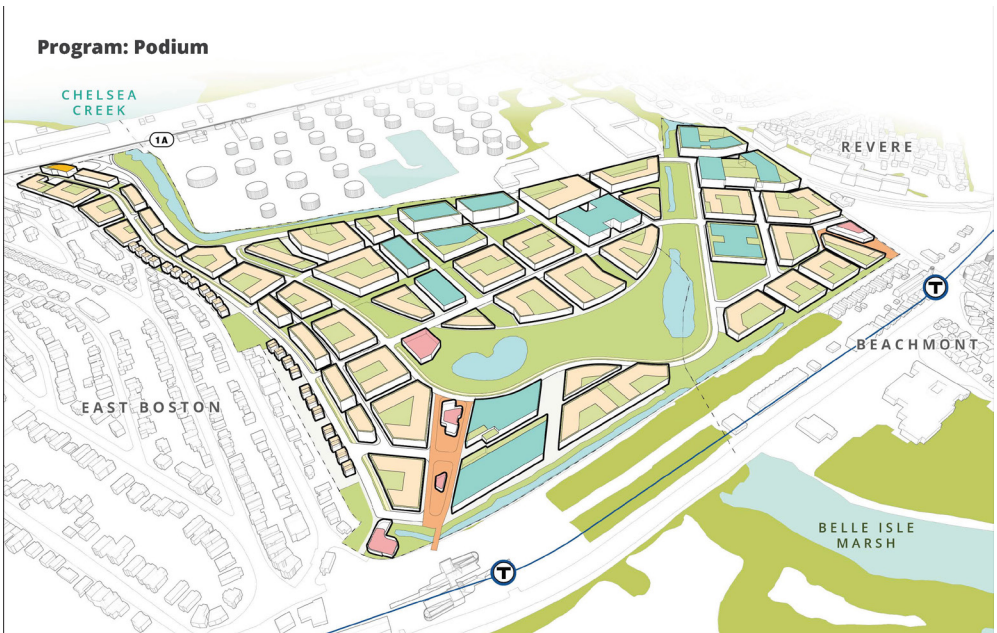 Program: Podium
CHELSEA
CREEK
1A
REVERE
T
BEACHMONT
EAST BOSTON
BELLE ISLE
MARSH
T